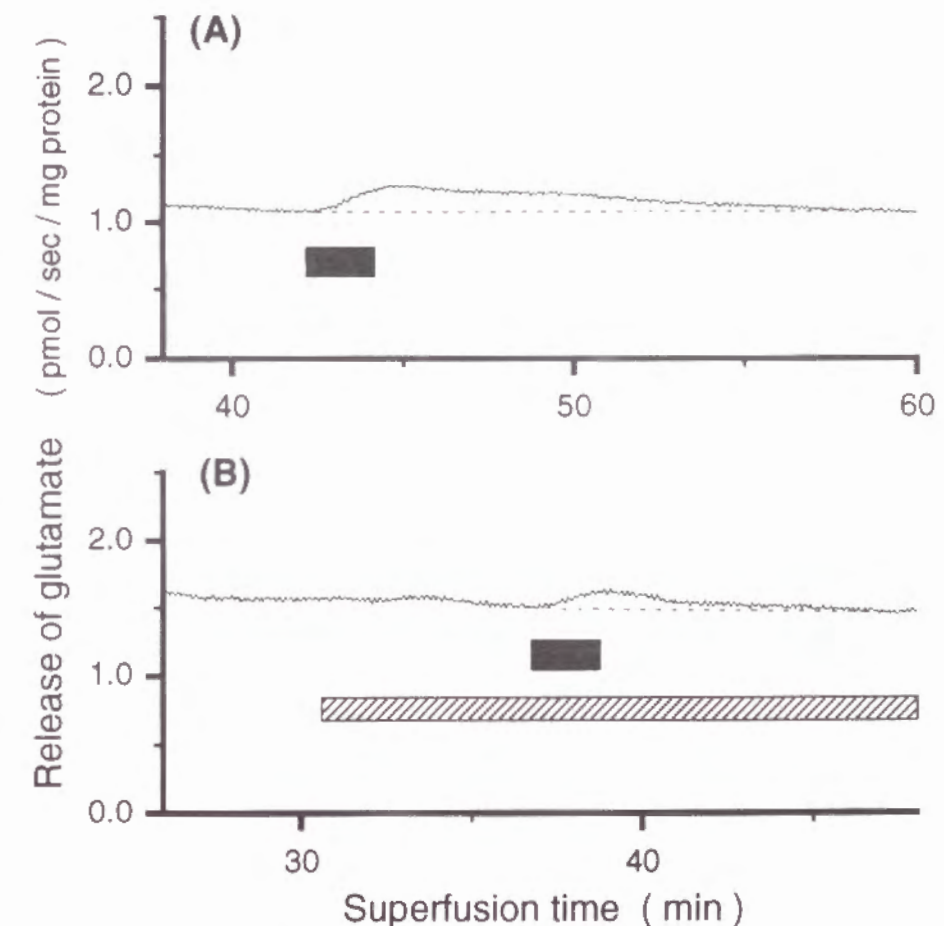 (A)
2.0
1.0
0.0
40 50 60
(B)
2.0
1.0
0.0
30 40
Superfusion time ( min )
Release of glutamate ( pmol / sec / mg protein )